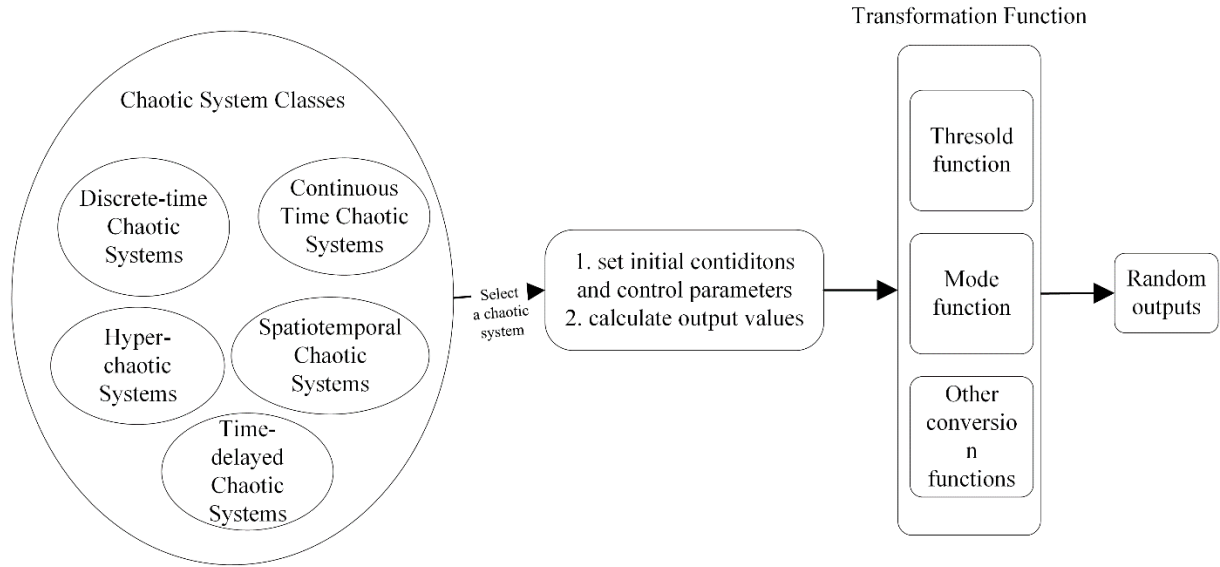 Transformation Function
Chaotic System Classes
Discrete-time
Chaotic
Systems
Continuous
Time Chaotic
Systems
Hyper-
chaotic
Systems
Spatiotemporal
Chaotic
Systems
Time-
delayed
Chaotic
Systems
Select
a chaotic
system
1. set initial contiditons
and control parameters
2. calculate output values
Thresold
function
Mode
function
Other
conversio
n
functions
Random
outputs